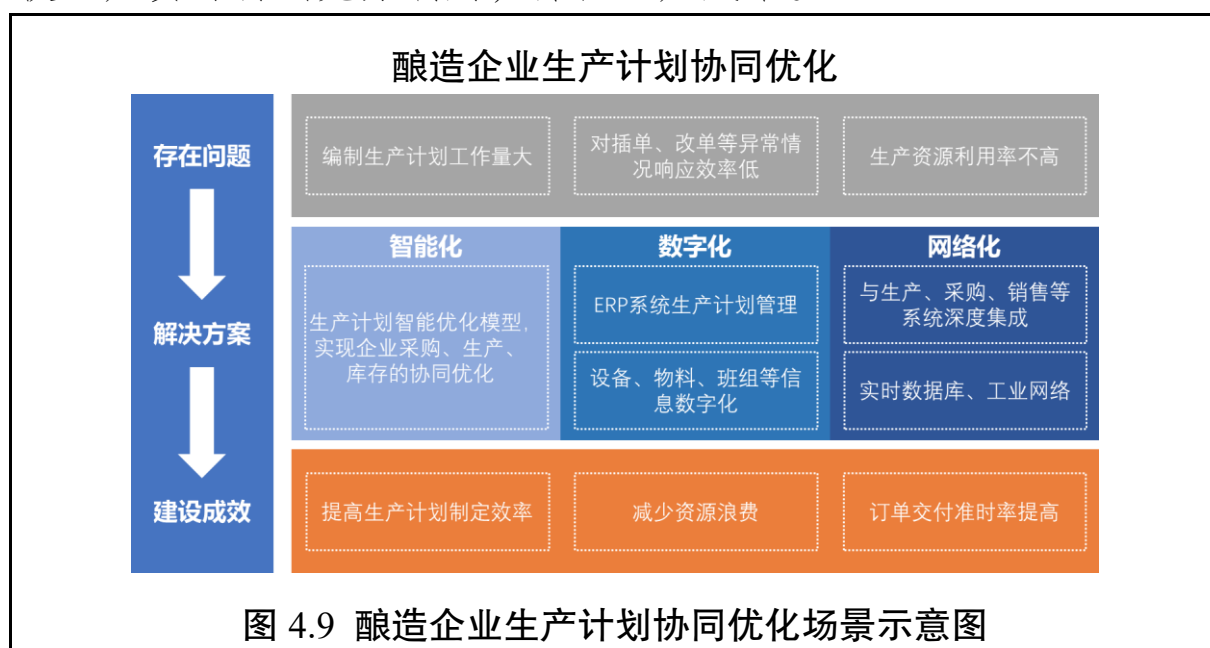 酿造企业生产计划协同优化
存在问题
编制生产计划工作量大
对插单、改单等异常情
况响应效率低
生产资源利用率不高
解决方案
智能化
生产计划智能优化模型,
实现企业采购、生产、
库存的协同优化
数字化
ERP系统生产计划管理
设备、物料、班组等信
息数字化
网络化
与生产、采购、销售等
系统深度集成
实时数据库、工业网络
建设成效
提高生产计划制定效率
减少资源浪费
订单交付准时率提高
图 4.9 酿造企业生产计划协同优化场景示意图